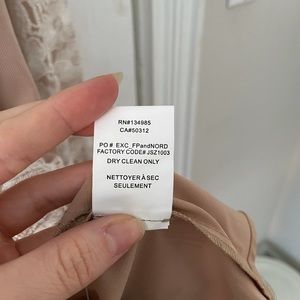 RN#134985
CA#50312
PO # EXC_FPandNORD
FACTORY CODE# JSZ1003
DRY CLEAN ONLY
NETTOYER À SEC
SEULEMENT